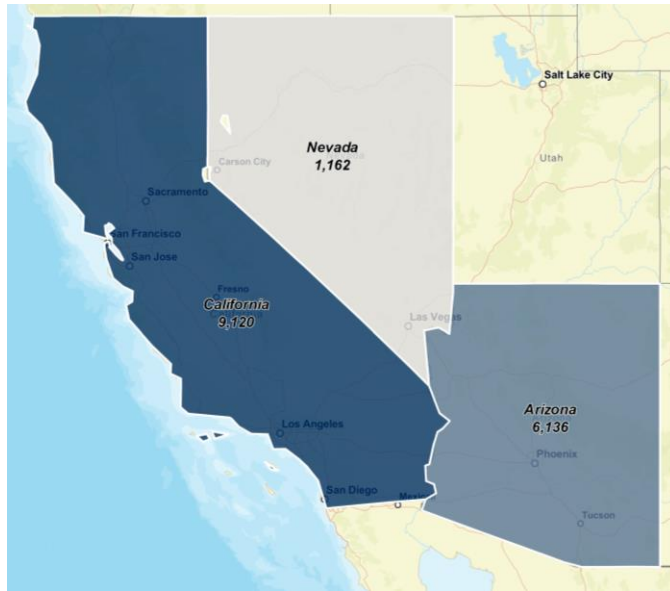 Salt Lake City
Nevada
1,162
Utah
Carson City
Sacramento
San Francisco
San Jose
Fresno
California
9,120
Las Vegas
Arizona
6,136
Los Angeles
Phoenix
San Diego
Tucson